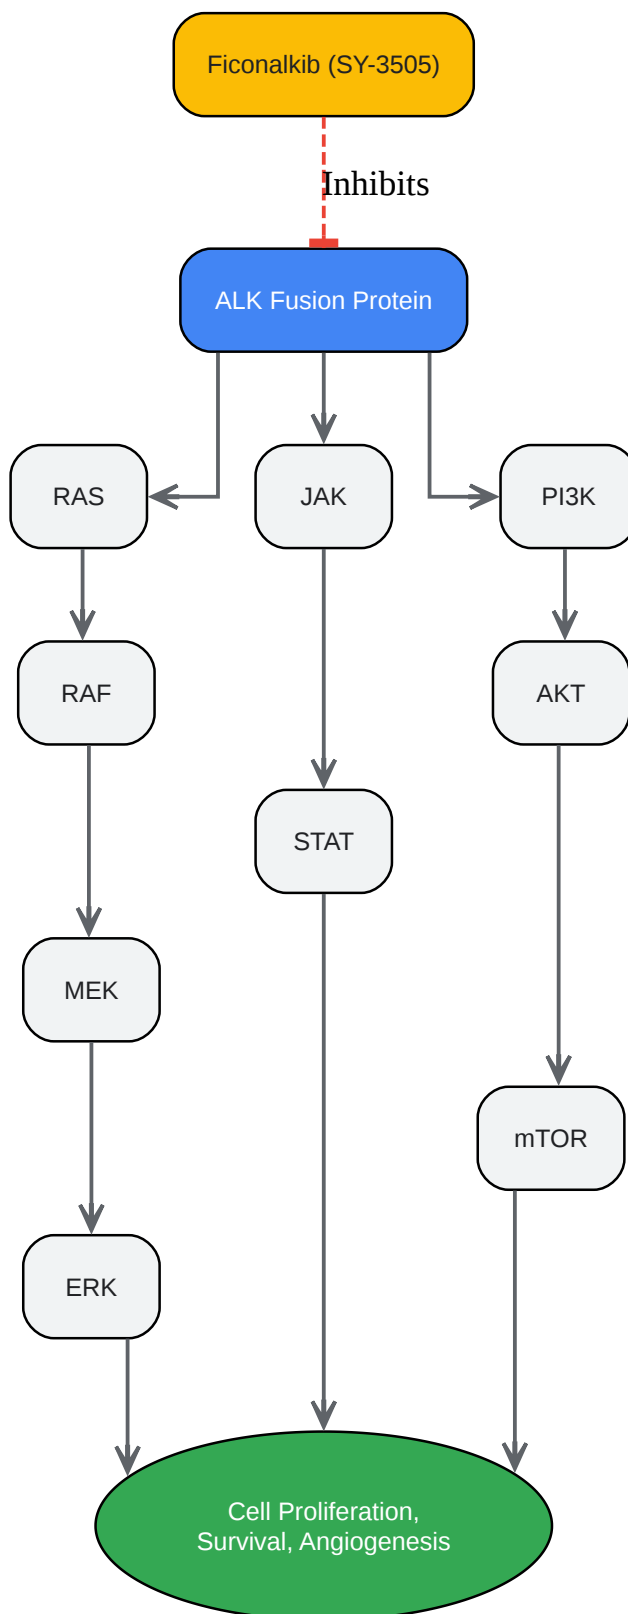 Ficonalkib (SY-3505)
Inhibits
ALK Fusion Protein
RAS
JAK
PI3K
RAF
AKT
STAT
MEK
mTOR
ERK
Cell Proliferation,
Survival, Angiogenesis